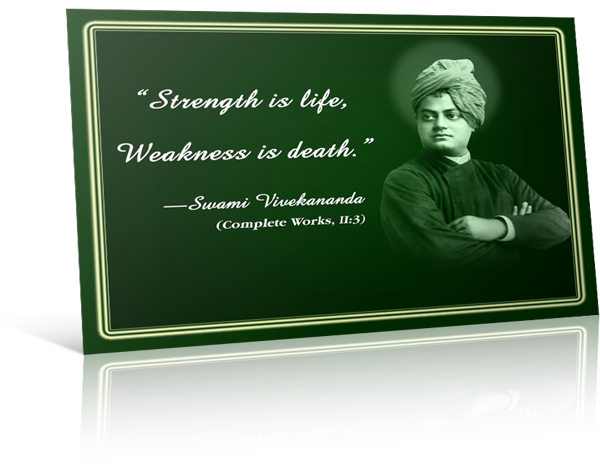 “Strength is life,
Weakness is death.”
—Swami Vivekananda
(Complete Works, II:3)